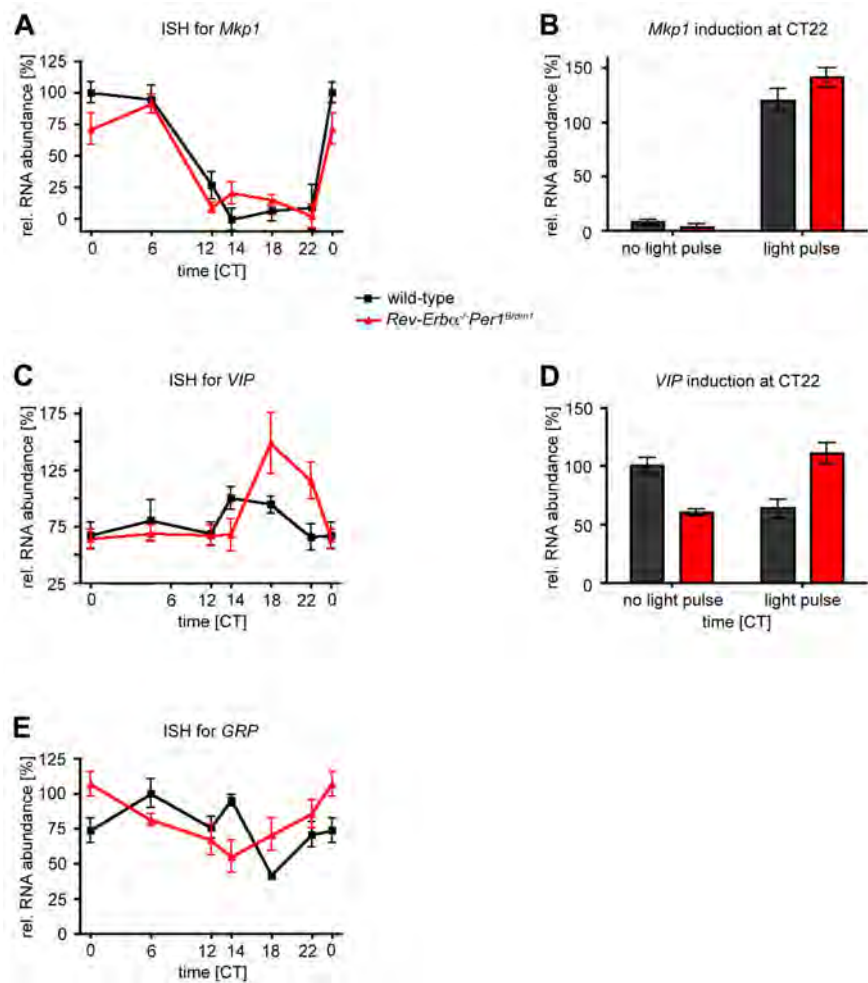 A
ISH for Mkp1
rel. RNA abundance [%]
125
100
75
50
25
0
0 6 12 14 18 22 0
time [CT]
B
Mkp1 induction at CT22
rel. RNA abundance [%]
150
100
50
0
no light pulse light pulse
wild-type
Rev-Erbα-/-Per1Brdm1
C
ISH for VIP
rel. RNA abundance [%]
175
125
75
25
0 6 12 14 18 22 0
time [CT]
D
VIP induction at CT22
rel. RNA abundance [%]
150
100
50
0
no light pulse light pulse
time [CT]
E
ISH for GRP
rel. RNA abundance [%]
125
100
75
50
25
0
0 6 12 14 18 22 0
time [CT]